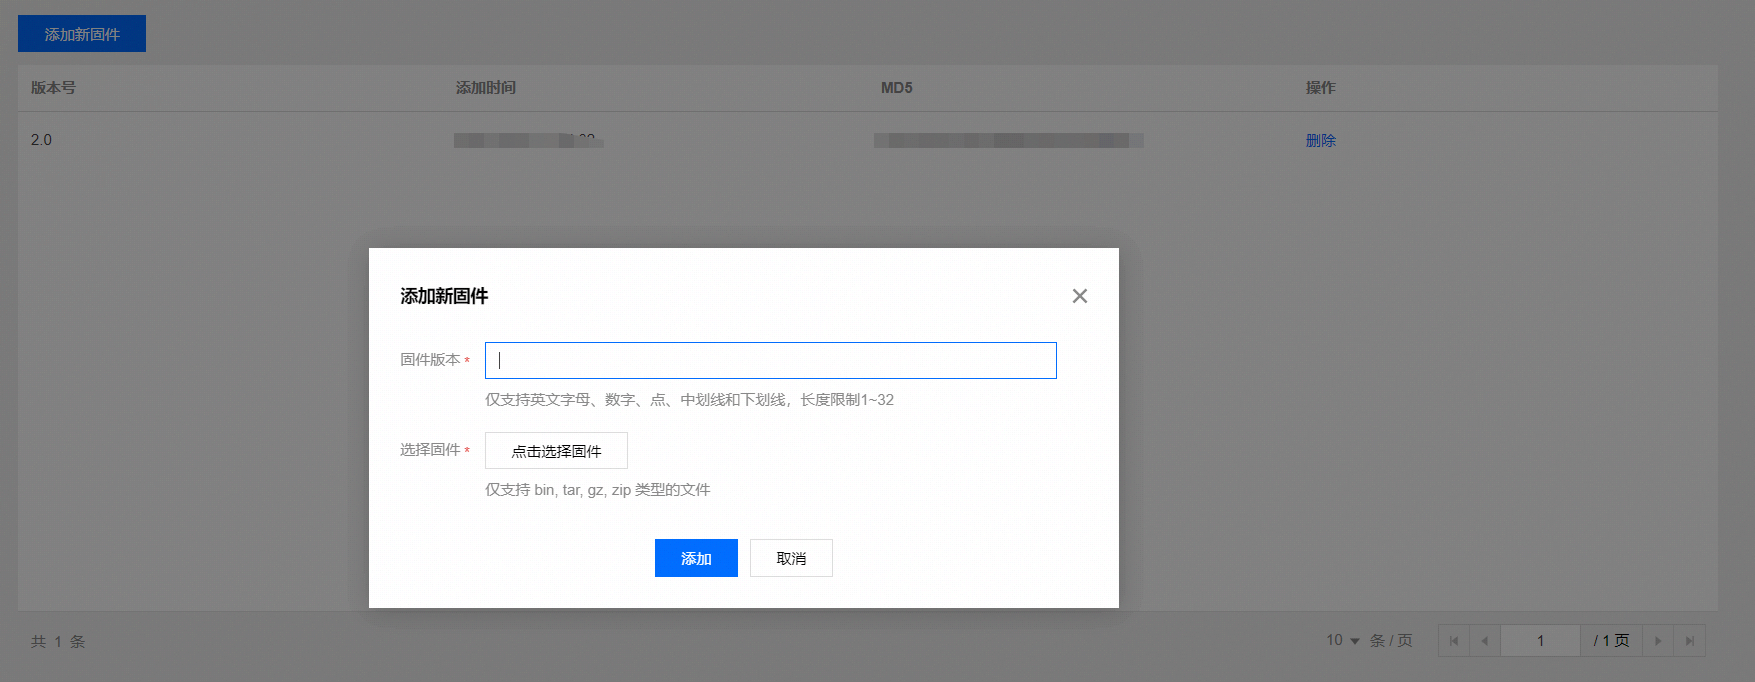 添加新固件
版本号 添加时间 MD5 操作
2.0 删除
添加新固件
固件版本 *
仅支持英文字母、数字、点、中划线和下划线，长度限制1~32
选择固件 * 点击选择固件
仅支持 bin, tar, gz, zip 类型的文件
添加 取消
共 1 条 10 条 / 页 1 / 1 页